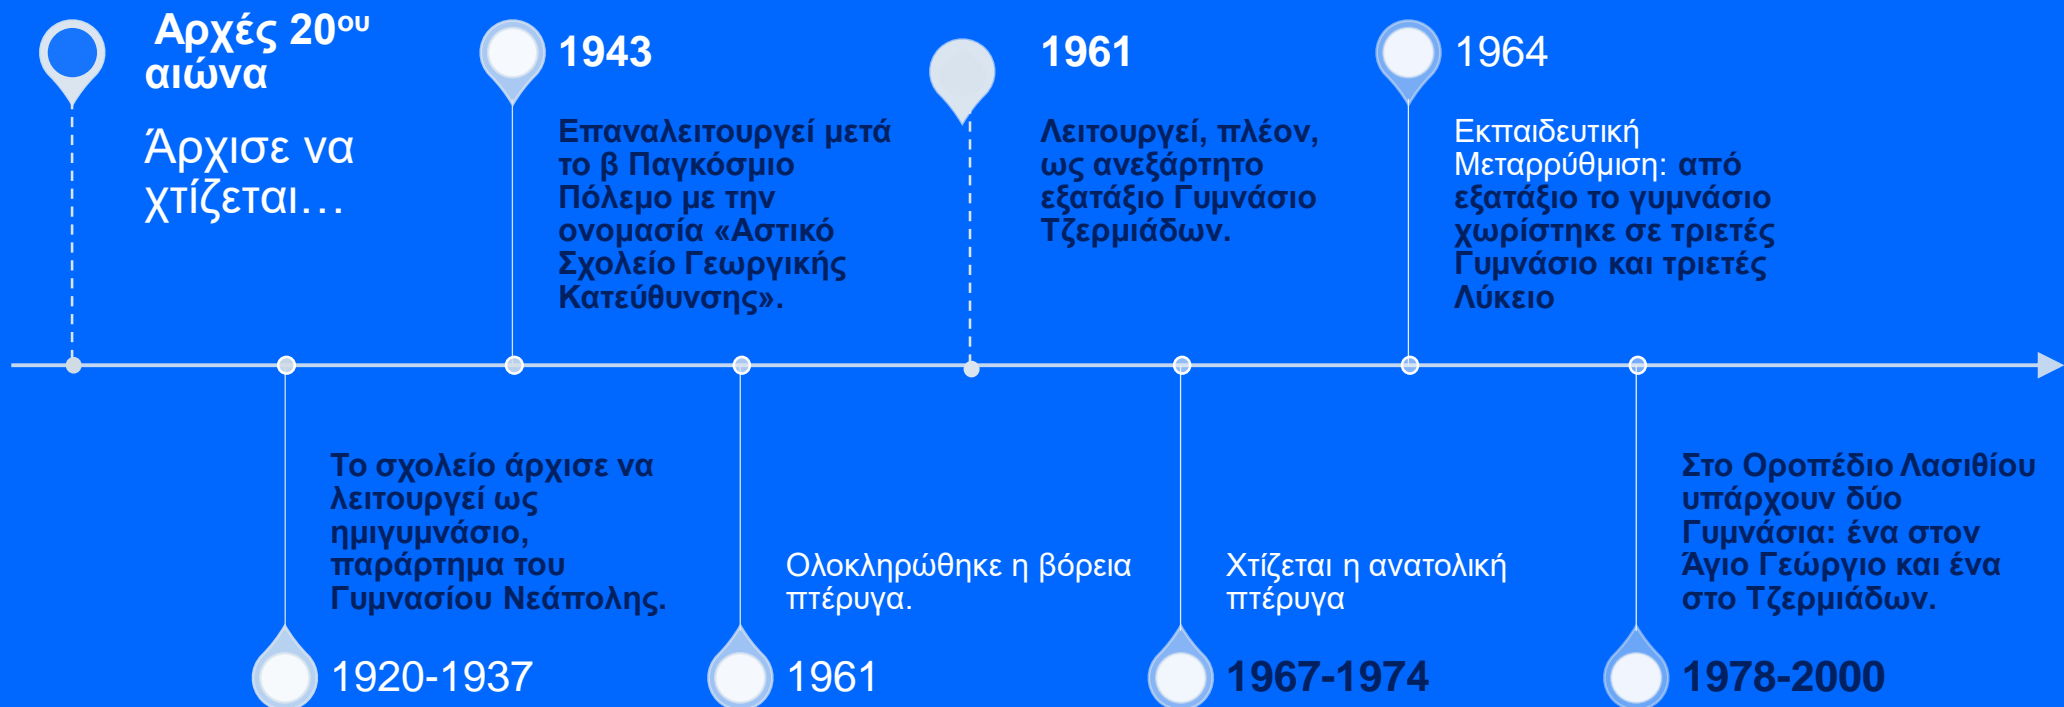 Αρχές 20ου
αιώνα
Άρχισε να
χτίζεται…
1943
Επαναλειτουργεί μετά
το β Παγκόσμιο
Πόλεμο με την
ονομασία «Αστικό
Σχολείο Γεωργικής
Κατεύθυνσης».
1961
Λειτουργεί, πλέον,
ως ανεξάρτητο
εξατάξιο Γυμνάσιο
Τζερμιάδων.
1964
Εκπαιδευτική
Μεταρρύθμιση: από
εξατάξιο το γυμνάσιο
χωρίστηκε σε τριετές
Γυμνάσιο και τριετές
Λύκειο
Το σχολείο άρχισε να
λειτουργεί ως
ημιγυμνάσιο,
παράρτημα του
Γυμνασίου Νεάπολης.
1920-1937
Ολοκληρώθηκε η βόρεια
πτέρυγα.
1961
Χτίζεται η ανατολική
πτέρυγα
1967-1974
Στο Οροπέδιο Λασιθίου
υπάρχουν δύο
Γυμνάσια: ένα στον
Άγιο Γεώργιο και ένα
στο Τζερμιάδων.
1978-2000